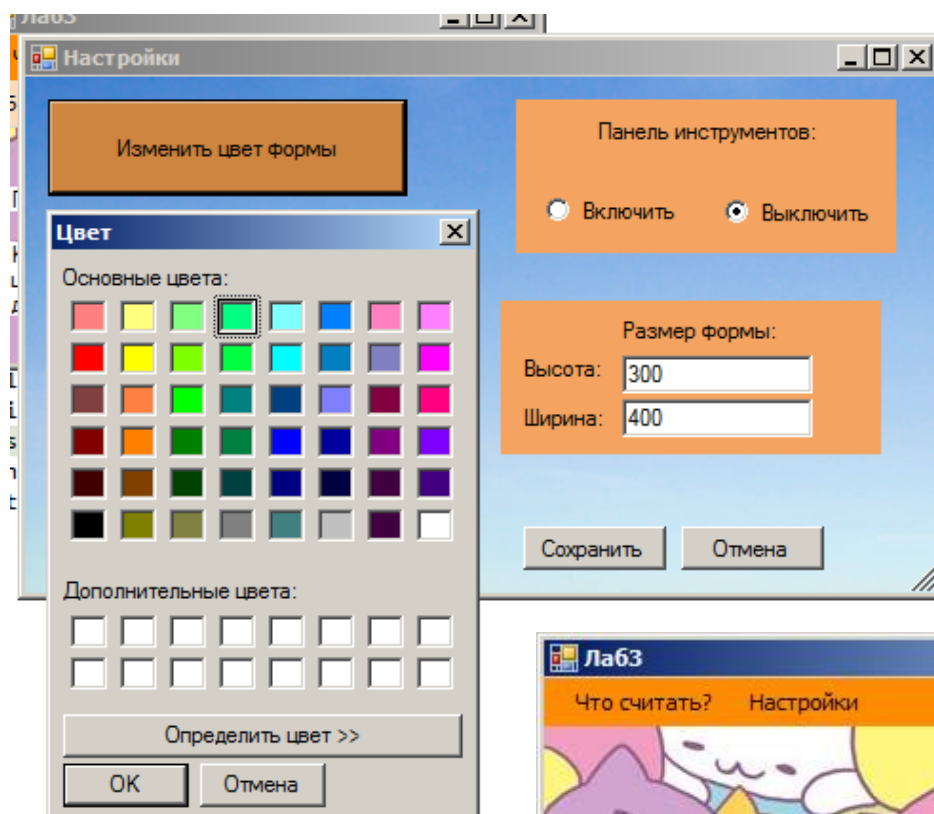 Лаб3
Настройки
Изменить цвет формы
Панель инструментов:
Включить
Выключить
Цвет
Основные цвета:
Размер формы:
Высота: 300
Ширина: 400
Сохранить
Отмена
Дополнительные цвета:
Определить цвет >>
OK
Отмена
Лаб3
Что считать?
Настройки